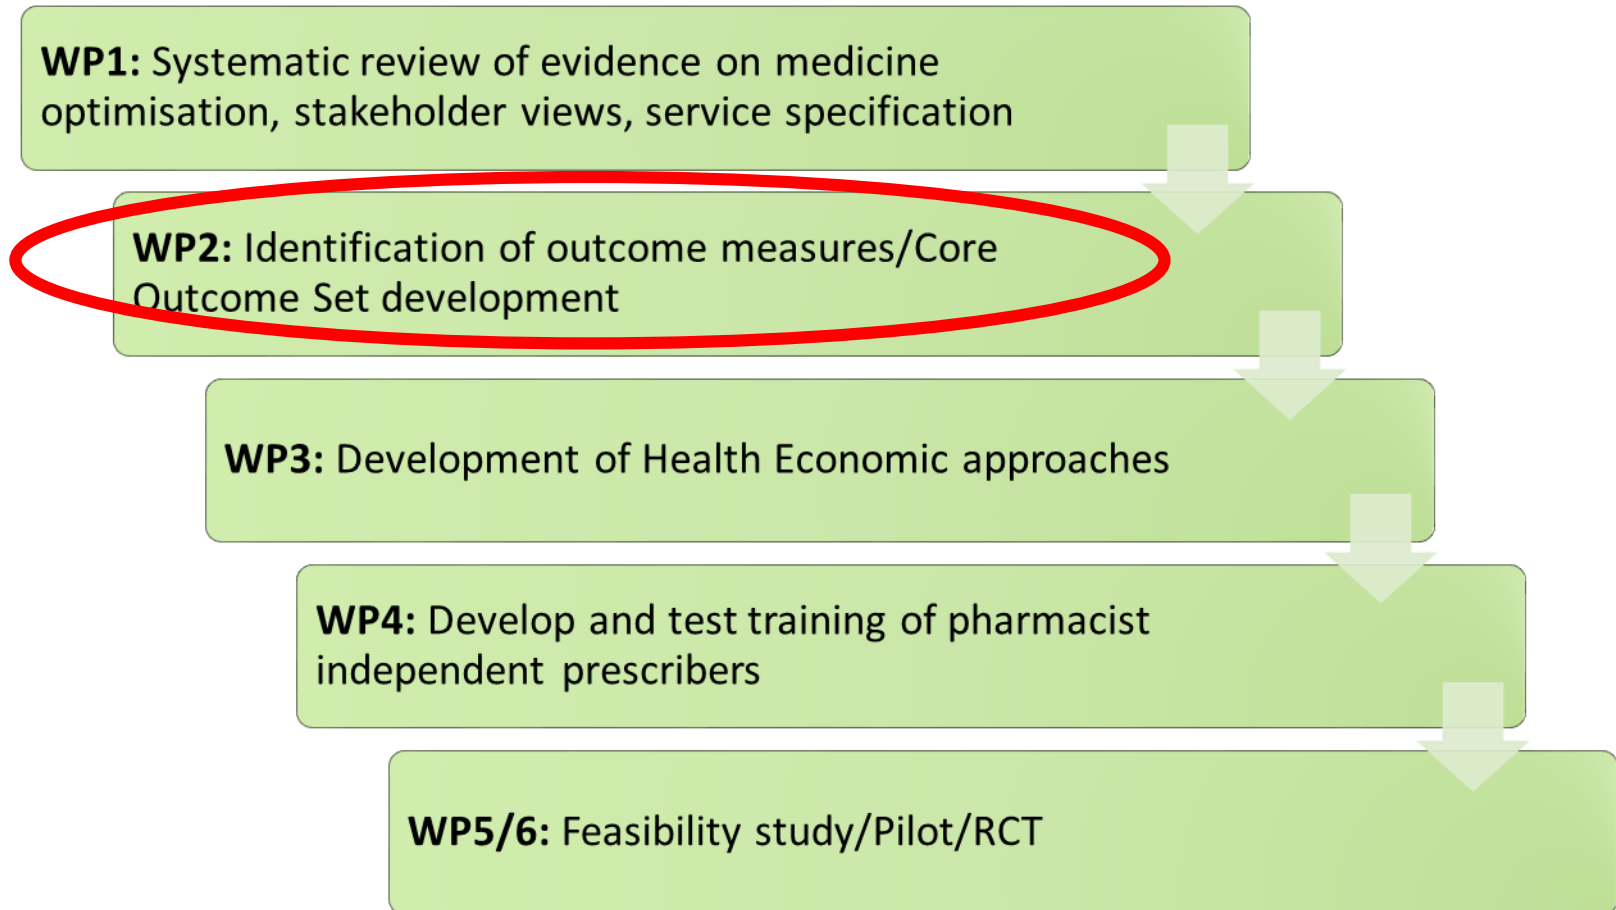 WP1: Systematic review of evidence on medicine
optimisation, stakeholder views, service specification
WP2: Identification of outcome measures/Core
Outcome Set development
WP3: Development of Health Economic approaches
WP4: Develop and test training of pharmacist
independent prescribers
WP5/6: Feasibility study/Pilot/RCT